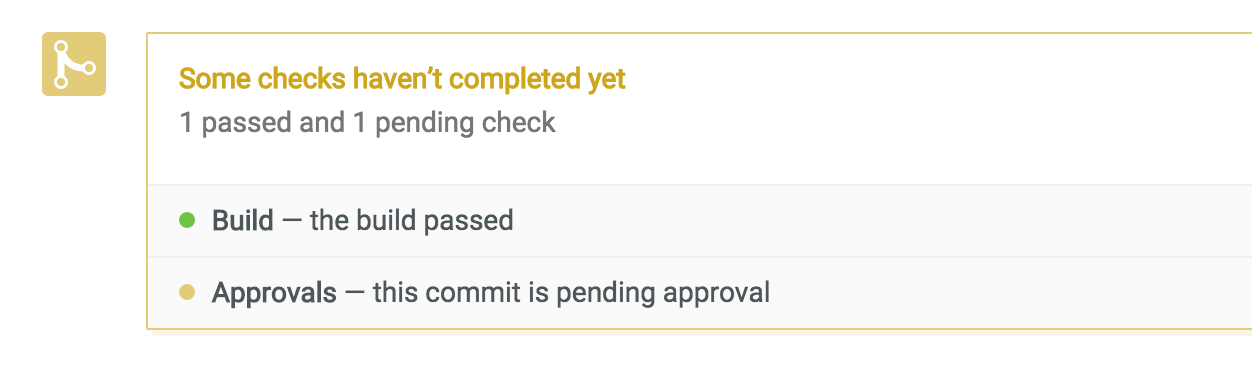 Some checks haven’t completed yet
1 passed and 1 pending check
Build — the build passed
Approvals — this commit is pending approval